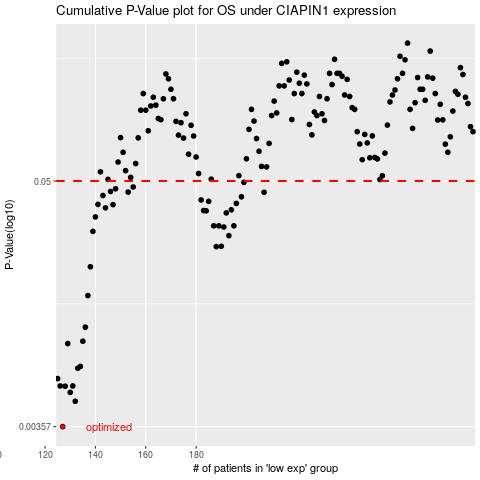 Cumulative P-Value plot for OS under CIAPIN1 expression
P-Value(log10)
0.05
0.00357
optimized
0 120 140 160 180
# of patients in 'low exp' group